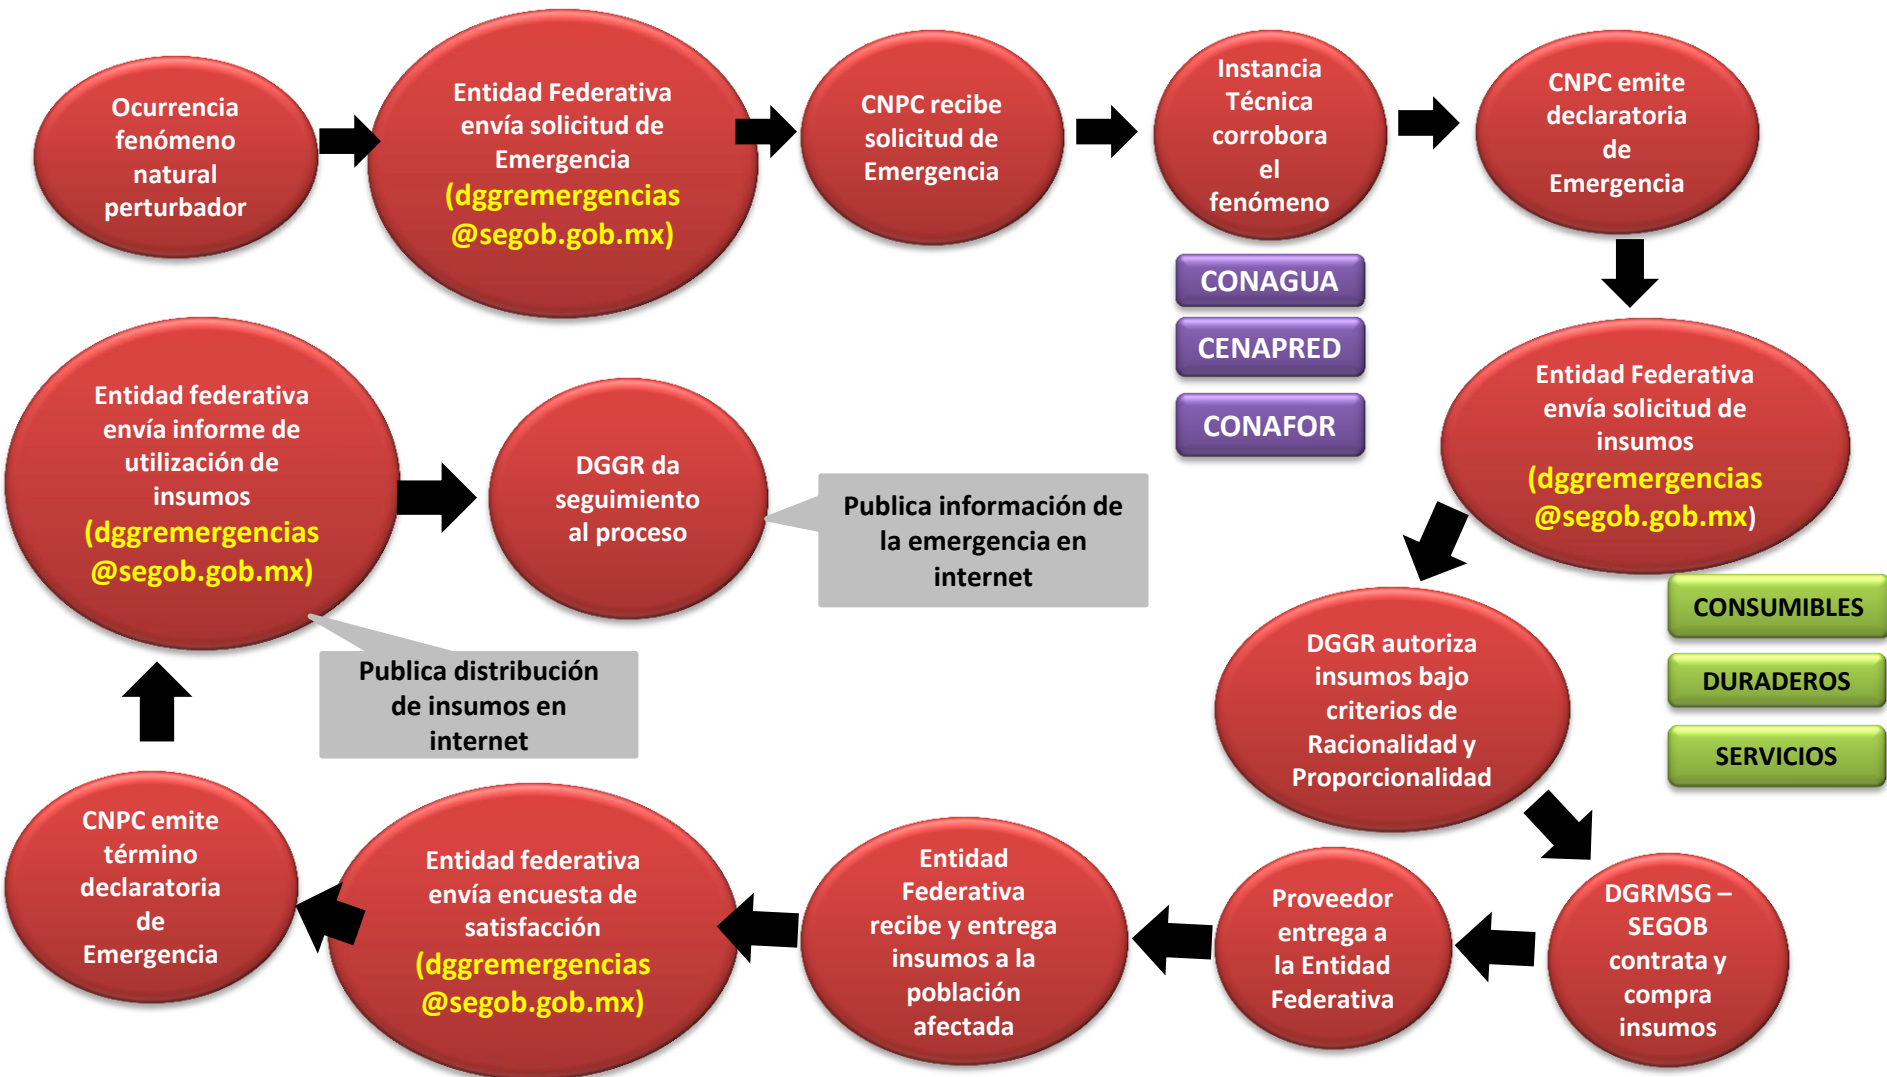 Ocurrencia
fenómeno
natural
perturbador
Entidad Federativa
envía solicitud de
Emergencia
(dggremergencias
@segob.gob.mx)
CNPC recibe
solicitud de
Emergencia
Instancia
Técnica
corrobora
el
fenómeno
CNPC emite
declaratoria
de
Emergencia
CONAGUA
CENAPRED
CONAFOR
Entidad Federativa
envía solicitud de
insumos
(dggremergencias
@segob.gob.mx)
CONSUMIBLES
DURADEROS
SERVICIOS
DGGR autoriza
insumos bajo
criterios de
Racionalidad y
Proporcionalidad
DGRMSG –
SEGOB
contrata y
compra
insumos
Proveedor
entrega a
la Entidad
Federativa
Entidad
Federativa
recibe y entrega
insumos a la
población
afectada
Entidad federativa
envía encuesta de
satisfacción
(dggremergencias
@segob.gob.mx)
CNPC emite
término
declaratoria
de
Emergencia
Entidad federativa
envía informe de
utilización de
insumos
(dggremergencias
@segob.gob.mx)
Publica distribución
de insumos en
internet
DGGR da
seguimiento
al proceso
Publica información de
la emergencia en
internet